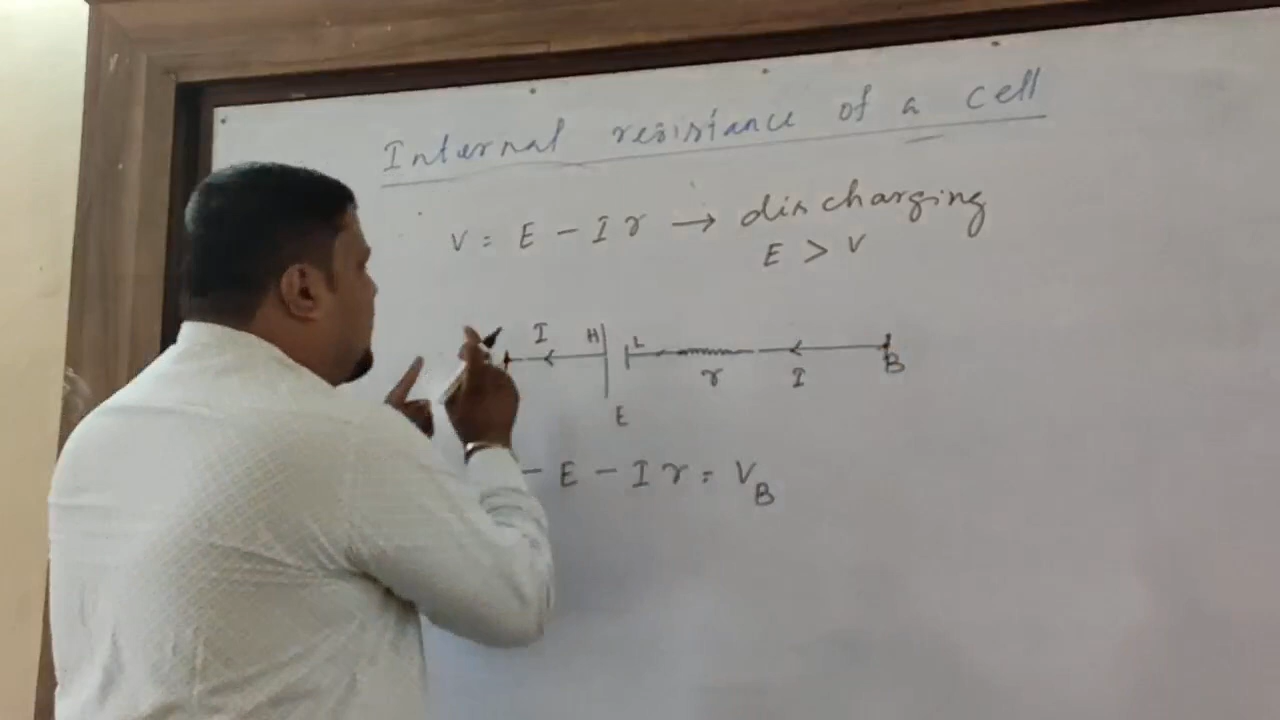 Internal resistance of a cell
V = E - I r → discharging
E > V
I H L
r I B
E
- E - I r = V_B